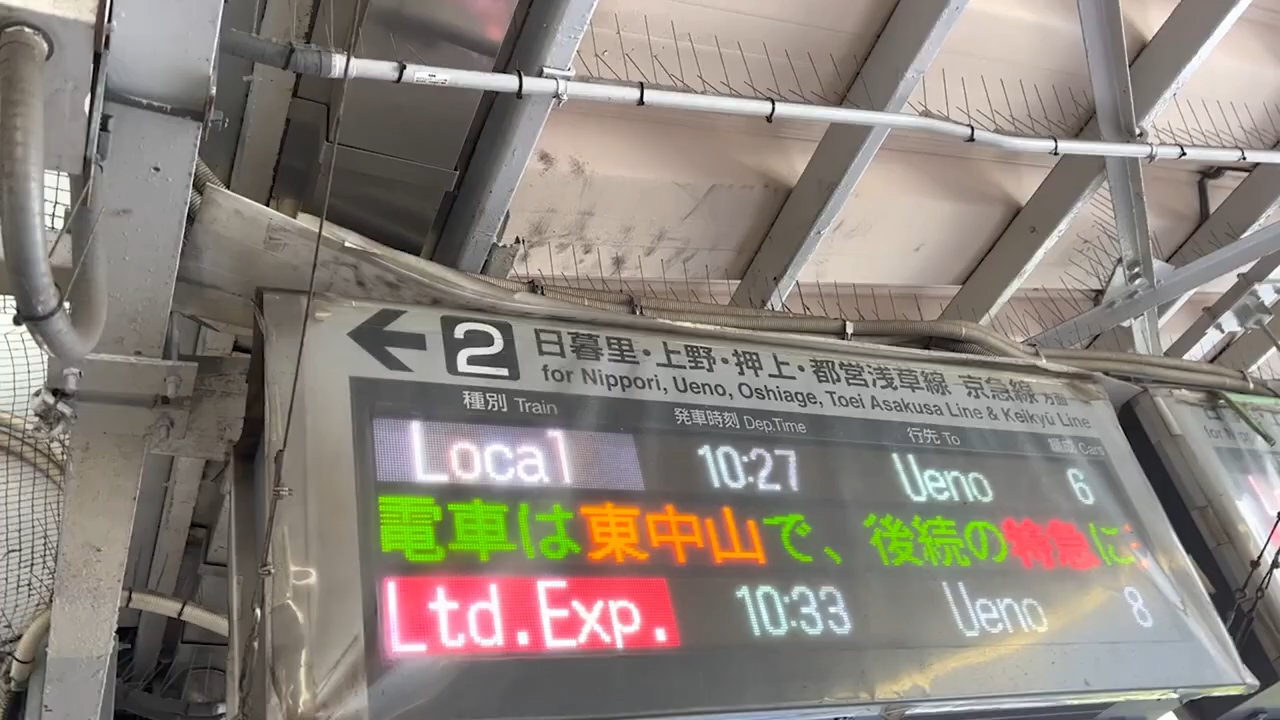 ← 2 日暮里・上野・押上・都営浅草線 京急線 方面
for Nippori, Ueno, Oshiage, Toei Asakusa Line & Keikyū Line
種別 Train 発車時刻 Dep.Time 行先 To 編成 Cars
Local 10:27 Ueno 6
電車は東中山で、後続の特急に
Ltd.Exp. 10:33 Ueno 8